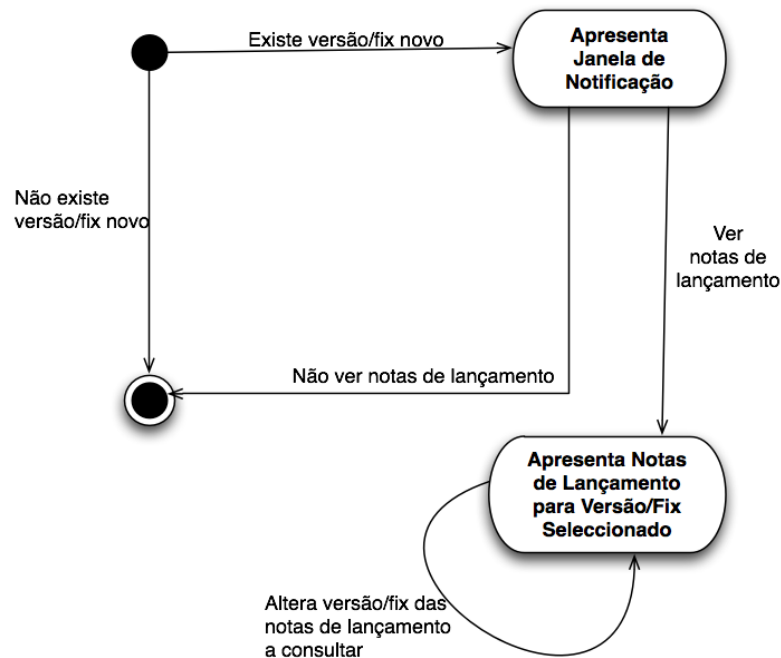 Existe versão/fix novo
Apresenta
Janela de
Notificação
Não existe
versão/fix novo
Ver
notas de
lançamento
Não ver notas de lançamento
Apresenta Notas
de Lançamento
para Versão/Fix
Seleccionado
Altera versão/fix das
notas de lançamento
a consultar